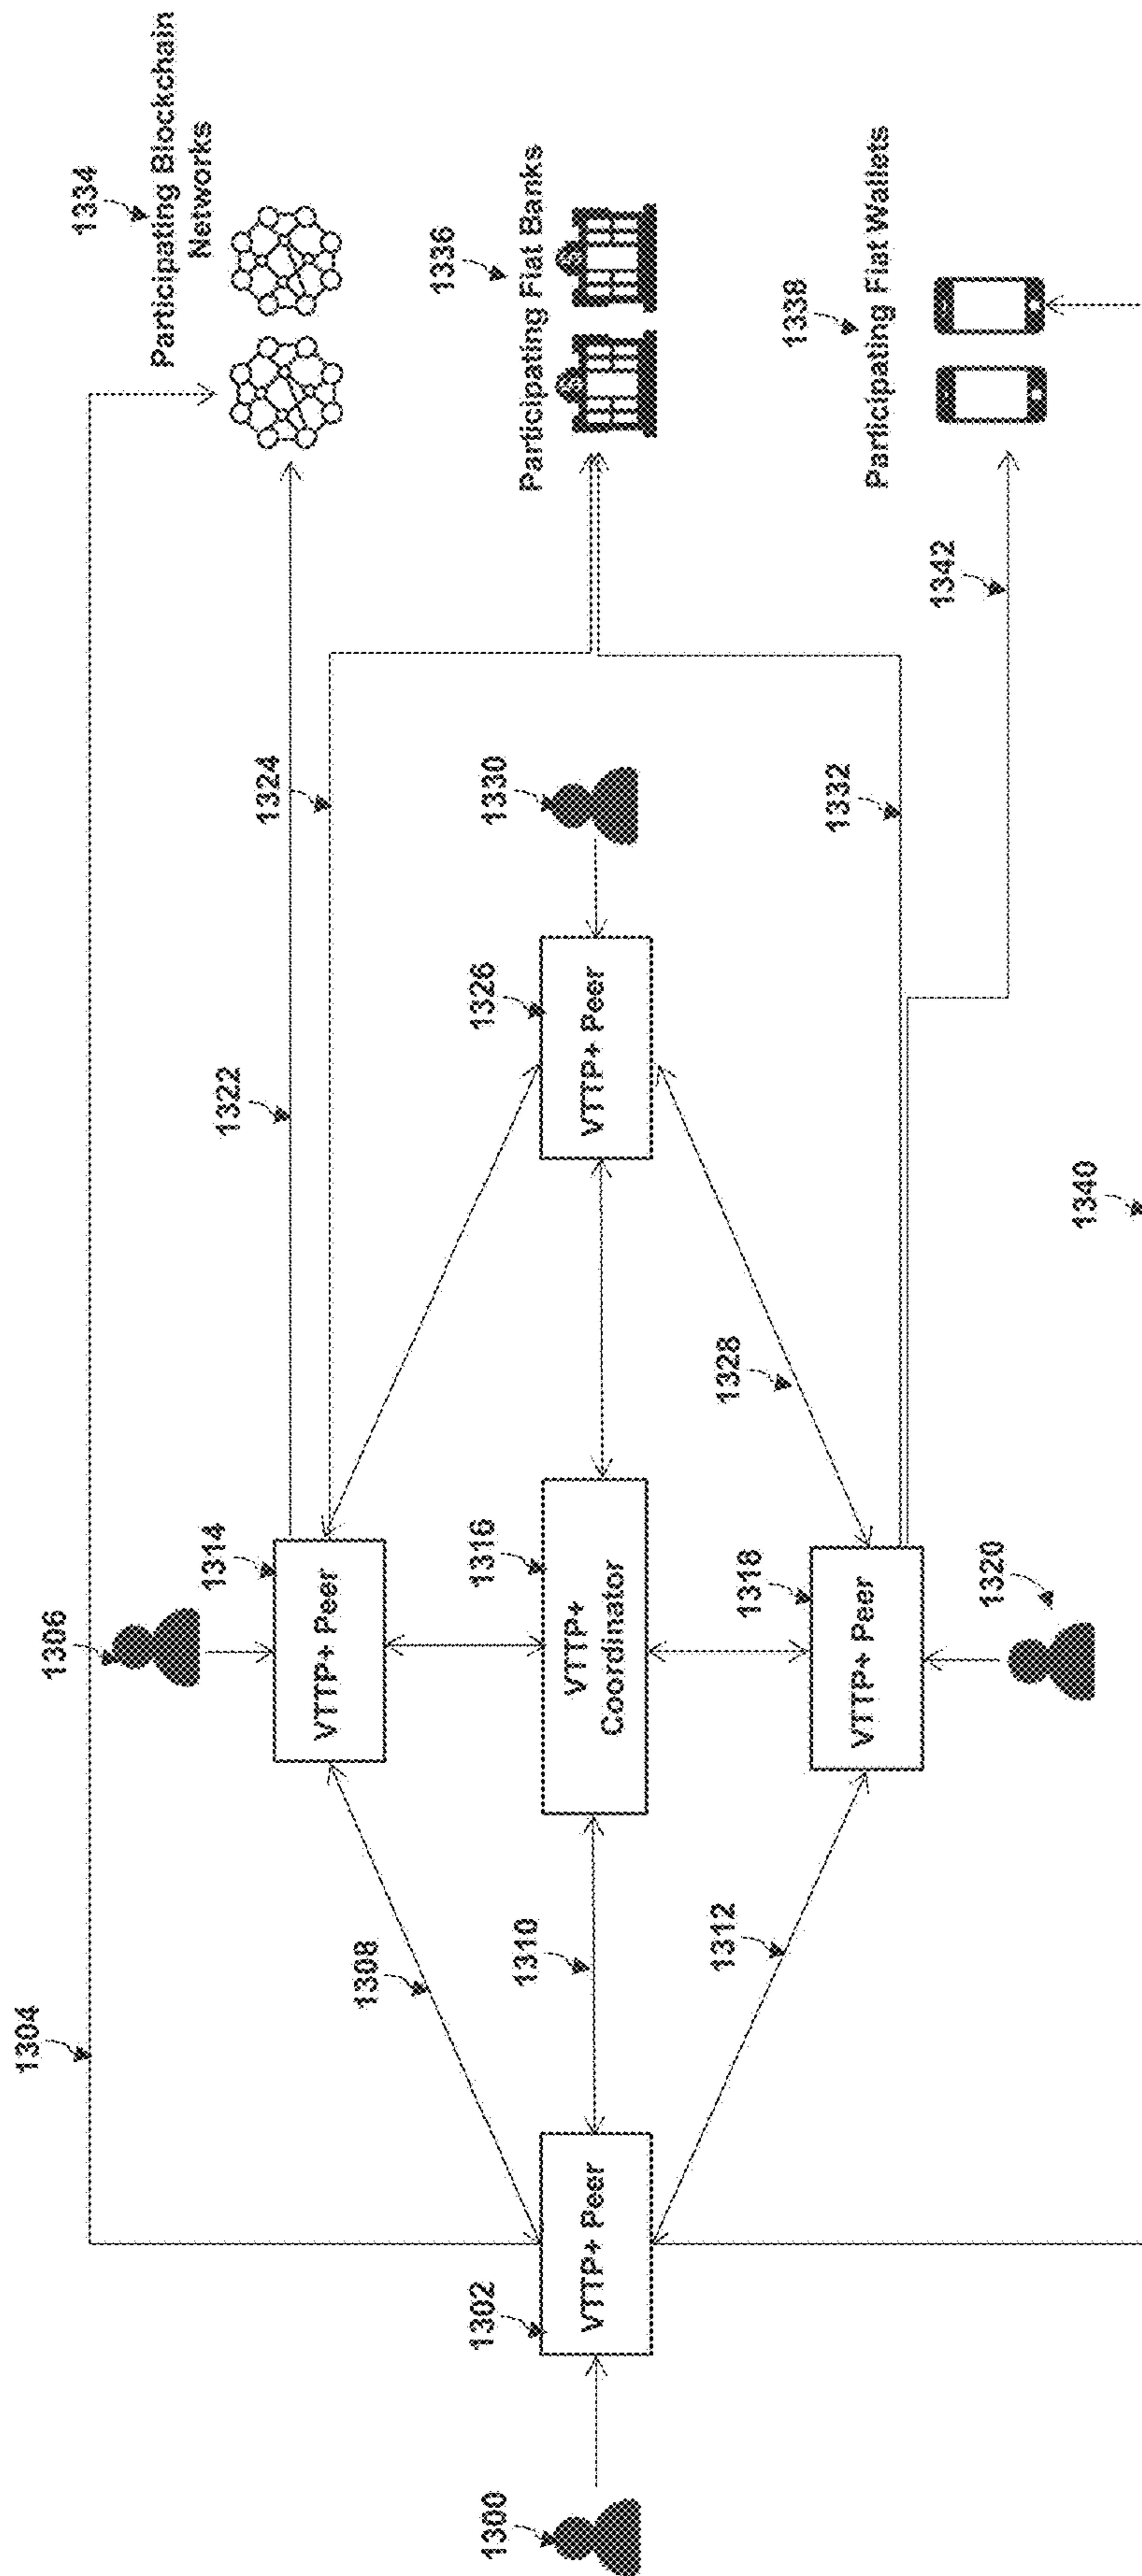 1334
Participating Blockchain
Networks
1304
1306
1322
1324
1336
Participating Fiat Banks
1314
VTTP+ Peer
1308
1316
VTTP+
Coordinator
1326
VTTP+ Peer
1330
1302
VTTP+ Peer
1310
1300
1328
1338
Participating Fiat Wallets
1312
1318
VTTP+ Peer
1332
1342
1320
1340